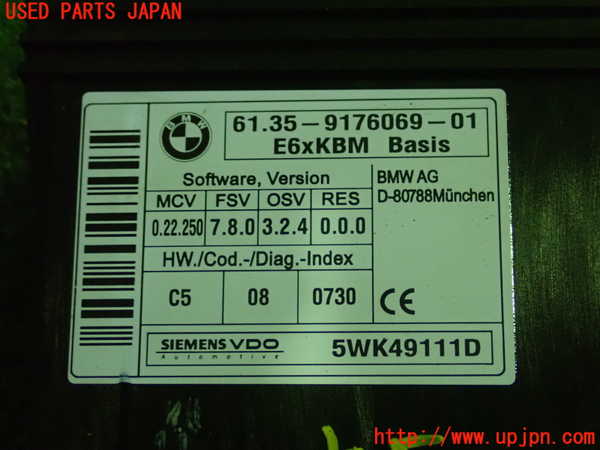 USED PARTS JAPAN
BMW
61.35-9176069-01
E6xKBM Basis
Software, Version
MCV FSV OSV RES
0.22.250 7.8.0 3.2.4 0.0.0
HW./Cod.-/Diag.-Index
C5 08 0730
BMW AG
D-80788München
CE
SIEMENS VDO
Automotive
5WK49111D
http://www.upjpn.com/